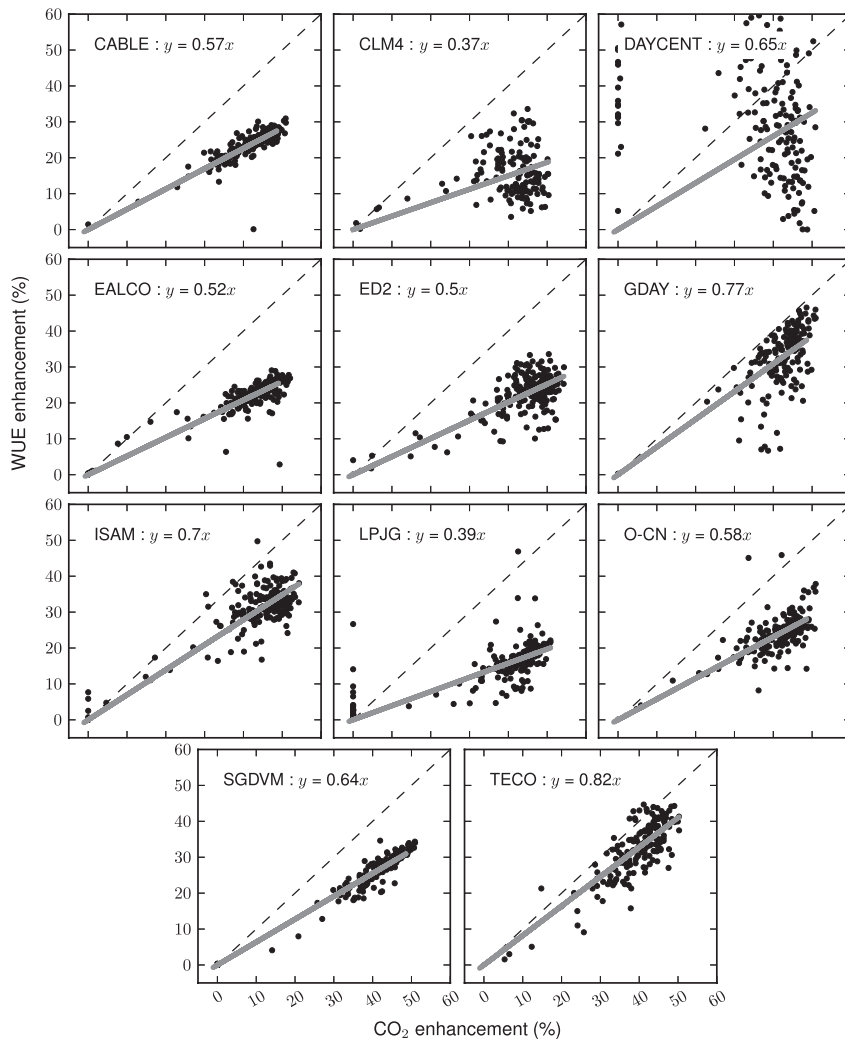 60
50
40
30
20
10
0
CABLE : y = 0.57x
CLM4 : y = 0.37x
DAYCENT : y = 0.65x
60
50
40
30
20
10
0
EALCO : y = 0.52x
ED2 : y = 0.5x
GDAY : y = 0.77x
WUE enhancement (%)
60
50
40
30
20
10
0
ISAM : y = 0.7x
LPJG : y = 0.39x
O-CN : y = 0.58x
60
50
40
30
20
10
0
SGDVM : y = 0.64x
TECO : y = 0.82x
0 10 20 30 40 50 60
0 10 20 30 40 50 60
CO₂ enhancement (%)